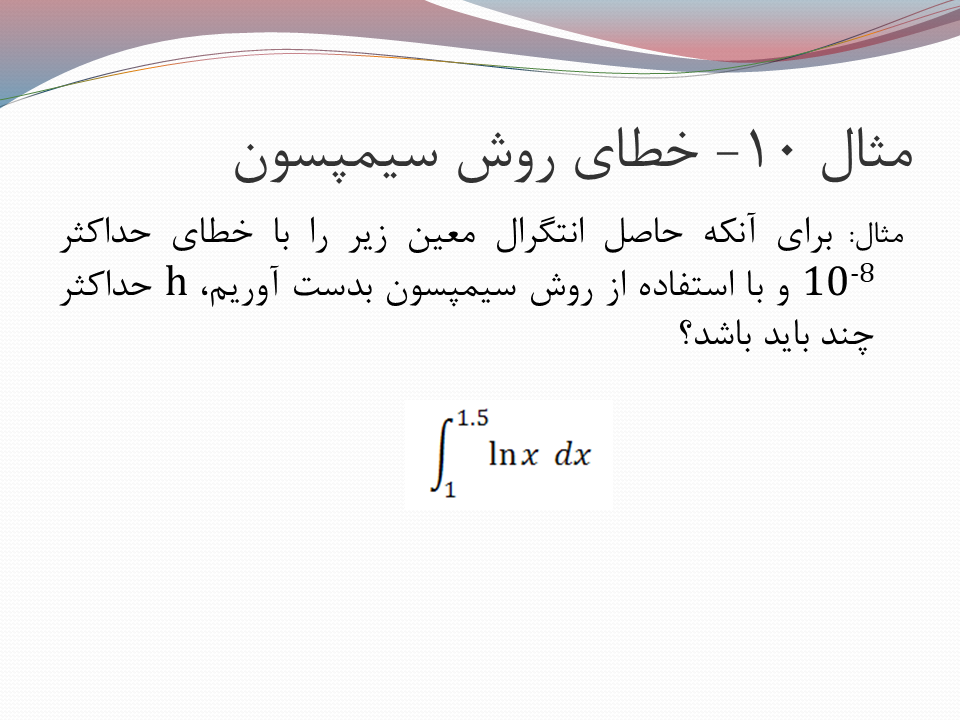 مثال ۱۰- خطای روش سیمپسون
مثال: برای آنکه حاصل انتگرال معین زیر را با خطای حداکثر
10⁻⁸ و با استفاده از روش سیمپسون بدست آوریم، h حداکثر
چند باید باشد؟
∫₁^1.5 ln x dx